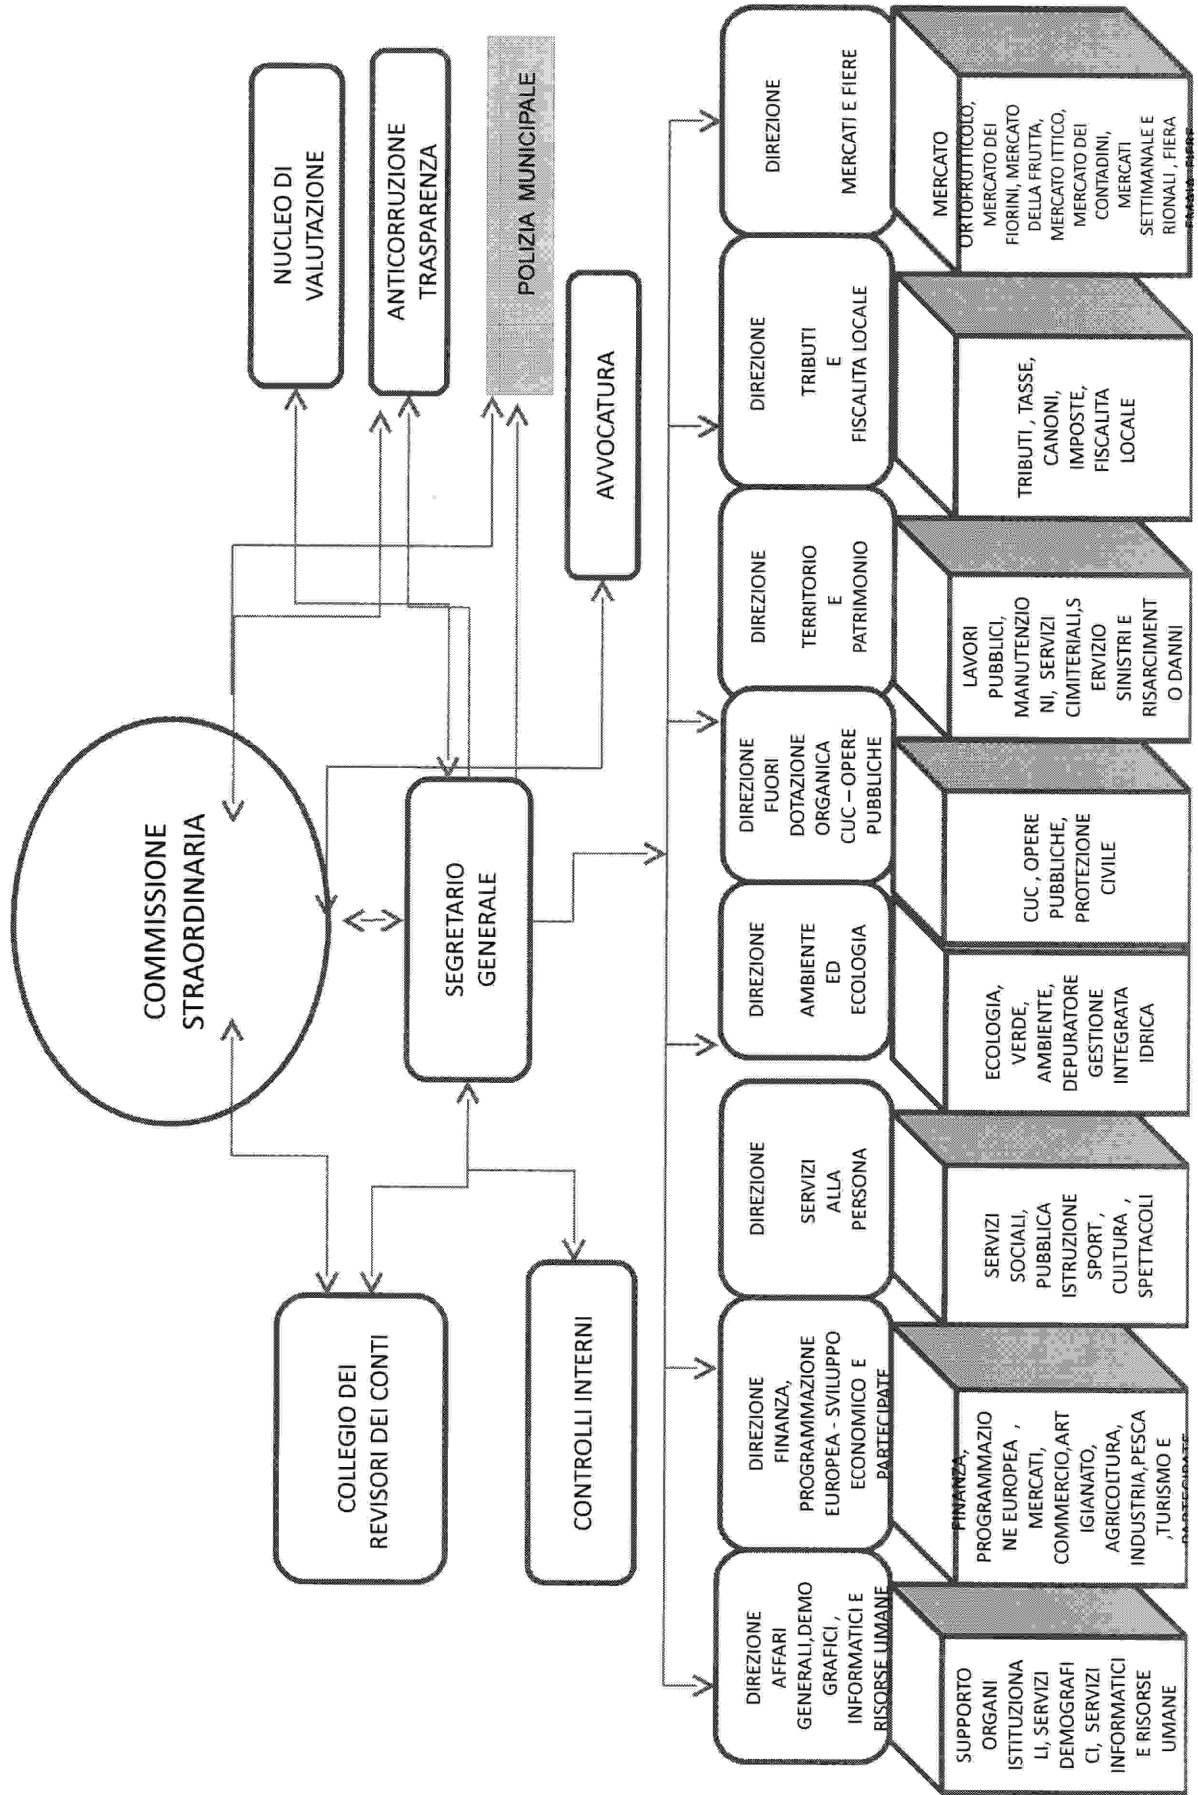 COMMISSIONE
STRAORDINARIA
NUCLEO DI
VALUTAZIONE
COLLEGIO DEI
REVISORI DEI CONTI
ANTICORRUZIONE
TRASPARENZA
SEGRETARIO
GENERALE
POLIZIA MUNICIPALE
CONTROLLI INTERNI
AVVOCATURA
DIREZIONE
AFFARI
GENERALI,DEMO
GRAFICI ,
INFORMATICI E
RISORSE UMANE
DIREZIONE
FINANZA,
PROGRAMMAZIONE
EUROPEA - SVILUPPO
ECONOMICO E
PARTECIPATE
DIREZIONE
SERVIZI
ALLA
PERSONA
DIREZIONE
AMBIENTE
ED
ECOLOGIA
DIREZIONE
FUORI
DOTAZIONE
ORGANICA
CUC – OPERE
PUBBLICHE
DIREZIONE
TERRITORIO
E
PATRIMONIO
DIREZIONE
TRIBUTI
E
FISCALITA LOCALE
DIREZIONE
MERCATI E FIERE
SUPPORTO
ORGANI
ISTITUZIONA
LI, SERVIZI
DEMOGRAFI
CI, SERVIZI
INFORMATICI
E RISORSE
UMANE
FINANZA,
PROGRAMMAZIO
NE EUROPEA ,
MERCATI,
COMMERCIO,ART
IGIANATO,
AGRICOLTURA,
INDUSTRIA,PESCA
,TURISMO E
PARTECIPATE
SERVIZI
SOCIALI,
PUBBLICA
ISTRUZIONE
SPORT ,
CULTURA ,
SPETTACOLI
ECOLOGIA,
VERDE,
AMBIENTE,
DEPURATORE
GESTIONE
INTEGRATA
IDRICA
CUC , OPERE
PUBBLICHE,
PROTEZIONE
CIVILE
LAVORI
PUBBLICI,
MANUTENZIO
NI, SERVIZI
CIMITERIALI,S
ERVIZIO
SINISTRI E
RISARCIMENT
O DANNI
TRIBUTI , TASSE,
CANONI,
IMPOSTE,
FISCALITA
LOCALE
MERCATO
ORTOFRUTTICOLO,
MERCATO DEI
FIORINI, MERCATO
DELLA FRUTTA,
MERCATO ITTICO,
MERCATO DEI
CONTADINI,
MERCATI
SETTIMANALE E
RIONALI , FIERA